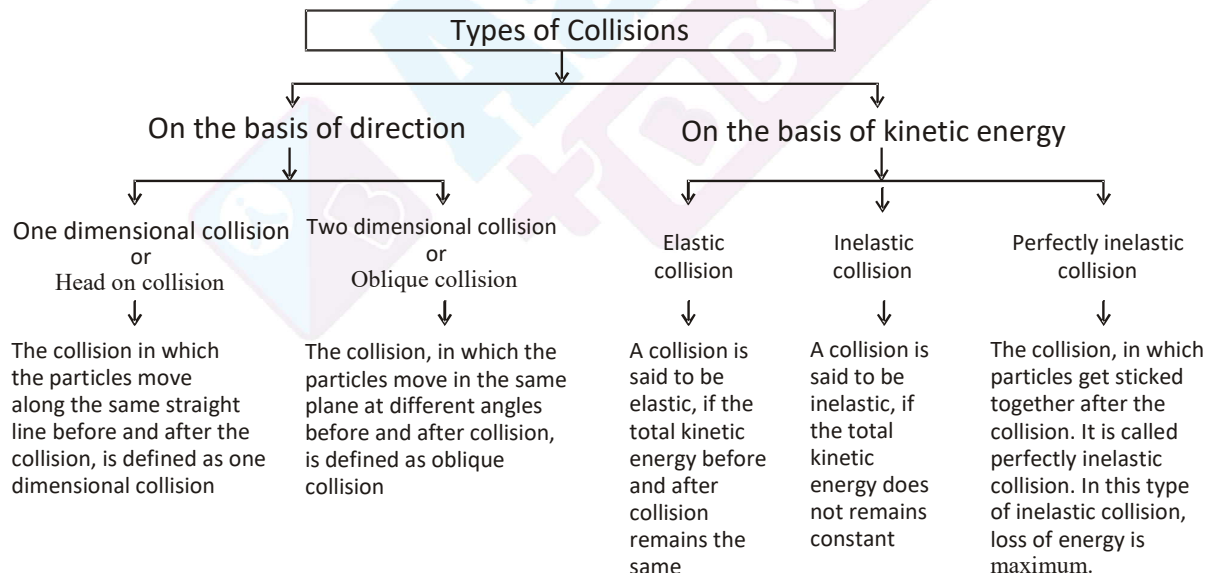 Types of Collisions
On the basis of direction
On the basis of kinetic energy
One dimensional collision
or
Head on collision
Two dimensional collision
or
Oblique collision
Elastic
collision
Inelastic
collision
Perfectly inelastic
collision
The collision in which
the particles move
along the same straight
line before and after the
collision, is defined as one
dimensional collision
The collision, in which the
particles move in the same
plane at different angles
before and after collision,
is defined as oblique
collision
A collision is
said to be
elastic, if the
total kinetic
energy before
and after
collision
remains the
same
A collision is
said to be
inelastic, if
the total
kinetic
energy does
not remains
constant
The collision, in which
particles get sticked
together after the
collision. It is called
perfectly inelastic
collision. In this type
of inelastic collision,
loss of energy is
maximum.